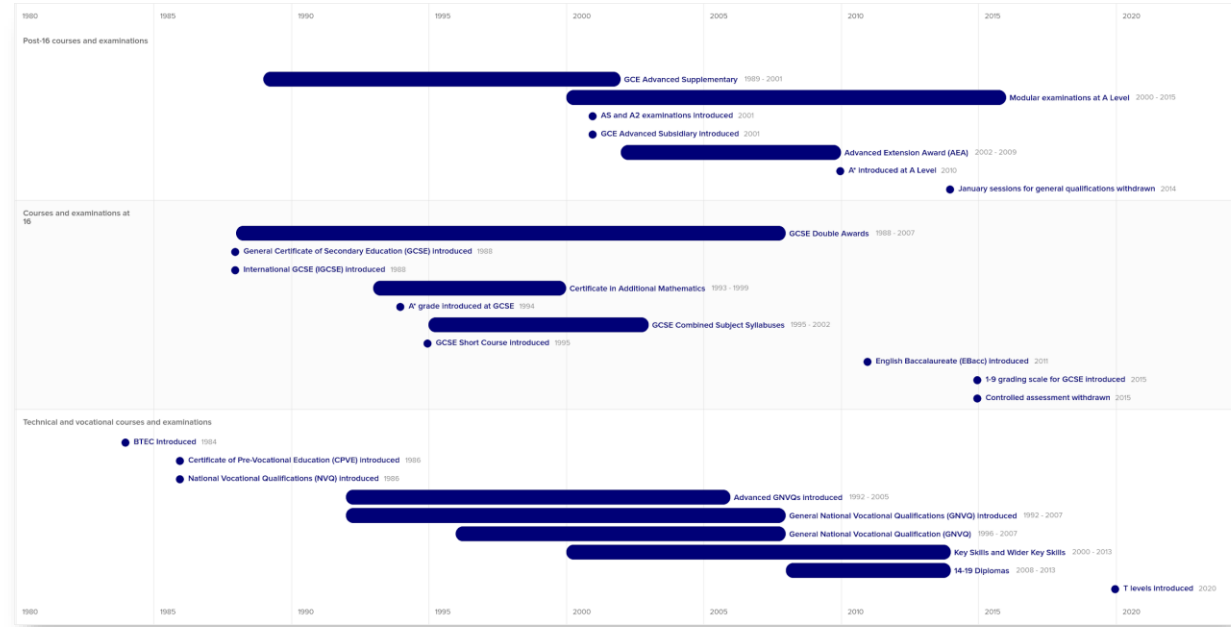 1980 1985 1990 1995 2000 2005 2010 2015 2020
Post-16 courses and examinations
GCE Advanced Supplementary 1989 - 2001
Modular examinations at A Level 2000 - 2015
AS and A2 examinations introduced 2001
GCE Advanced Subsidiary introduced 2001
Advanced Extension Award (AEA) 2002 - 2009
A* introduced at A Level 2010
January sessions for general qualifications withdrawn 2014
Courses and examinations at
16
GCSE Double Awards 1988 - 2007
General Certificate of Secondary Education (GCSE) introduced 1988
International GCSE (IGCSE) introduced 1988
Certificate in Additional Mathematics 1993 - 1999
A* grade introduced at GCSE 1994
GCSE Combined Subject Syllabuses 1995 - 2002
GCSE Short Course introduced 1995
English Baccalaureate (EBacc) introduced 2011
1-9 grading scale for GCSE introduced 2015
Controlled assessment withdrawn 2015
Technical and vocational courses and examinations
BTEC Introduced 1984
Certificate of Pre-Vocational Education (CPVE) introduced 1986
National Vocational Qualifications (NVQ) introduced 1986
Advanced GNVQs introduced 1992 - 2005
General National Vocational Qualifications (GNVQ) introduced 1992 - 2007
General National Vocational Qualification (GNVQ) 1996 - 2007
Key Skills and Wider Key Skills 2000 - 2013
14-19 Diplomas 2008 - 2013
T levels introduced 2020
1980 1985 1990 1995 2000 2005 2010 2015 2020